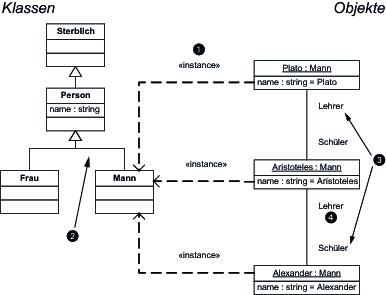 Klassen
Objekte
Sterblich
1
«instance»
Plato : Mann
name : string = Plato
Person
name : string
Lehrer
Schüler
3
«instance»
Frau
Mann
Aristoteles : Mann
name : string = Aristoteles
Lehrer
4
2
Schüler
«instance»
Alexander : Mann
name : string = Alexander